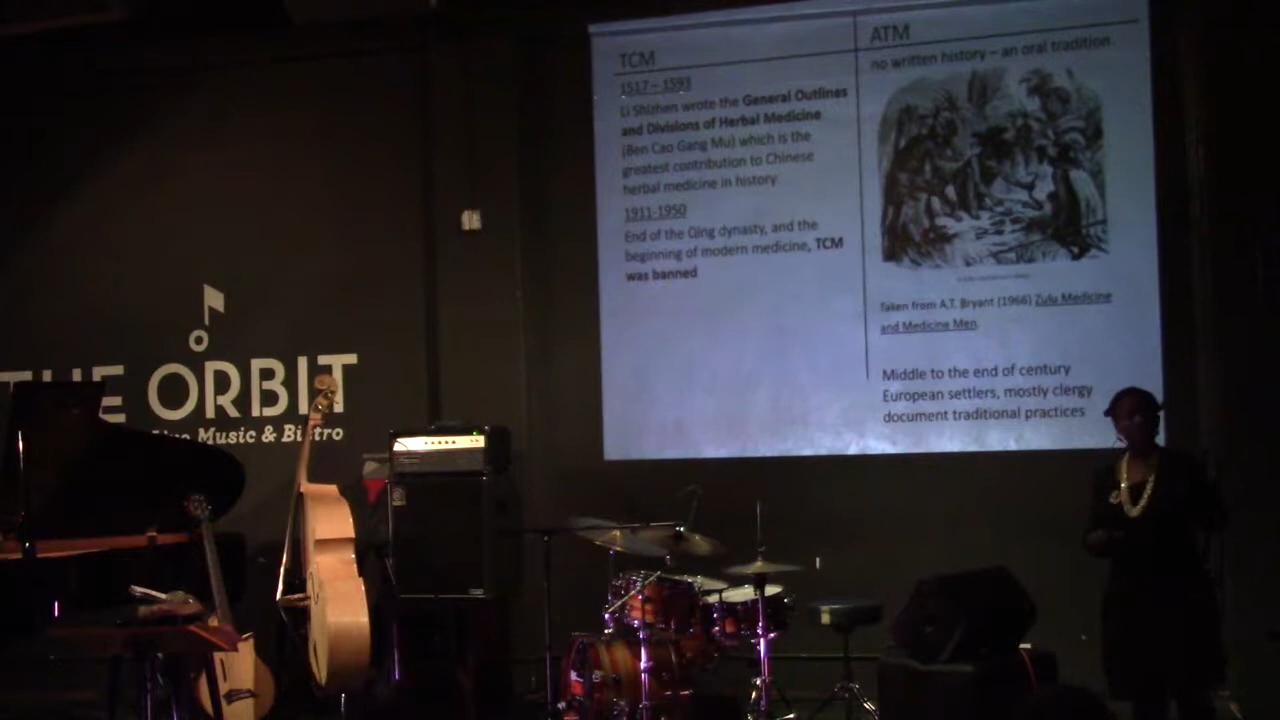 TCM
1517 – 1593
Li Shizhen wrote the General Outlines
and Divisions of Herbal Medicine
(Ben Cao Gang Mu) which is the
greatest contribution to Chinese
herbal medicine in history
1911-1950
End of the Qing dynasty, and the
beginning of modern medicine, TCM
was banned
ATM
no written history – an oral tradition.
Taken from A.T. Bryant (1966) Zulu Medicine
and Medicine Men.
Middle to the end of century
European settlers, mostly clergy
document traditional practices
THE ORBIT
Live Music & Bistro